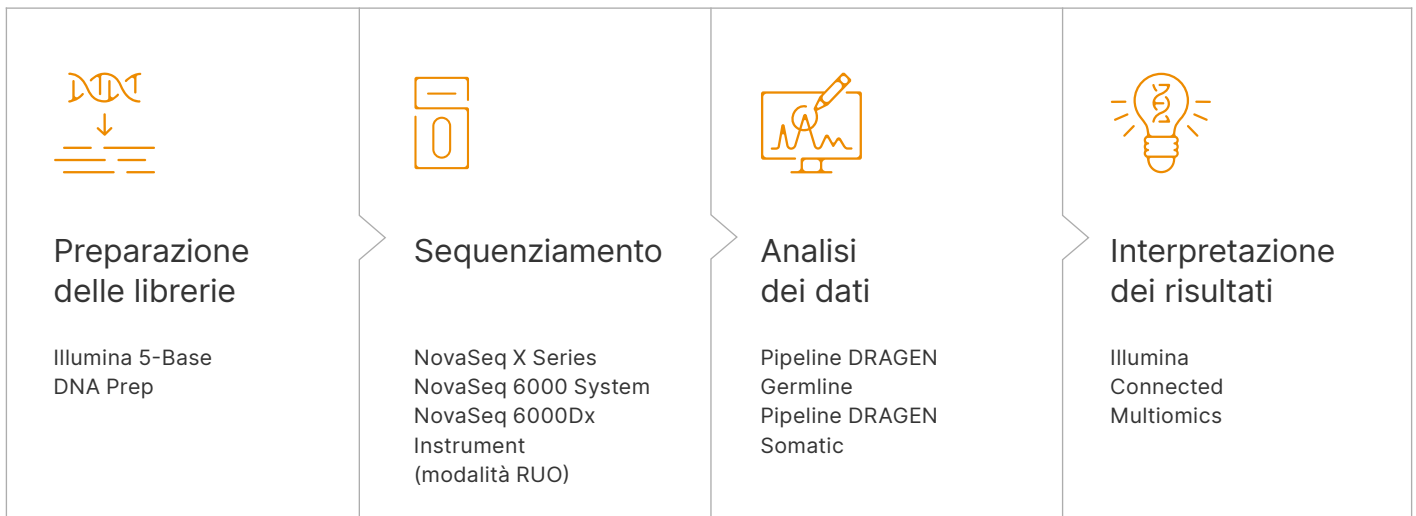 Preparazione
delle librerie
Illumina 5-Base
DNA Prep
Sequenziamento
NovaSeq X Series
NovaSeq 6000 System
NovaSeq 6000Dx
Instrument
(modalità RUO)
Analisi
dei dati
Pipeline DRAGEN
Germline
Pipeline DRAGEN
Somatic
Interpretazione
dei risultati
Illumina
Connected
Multiomics